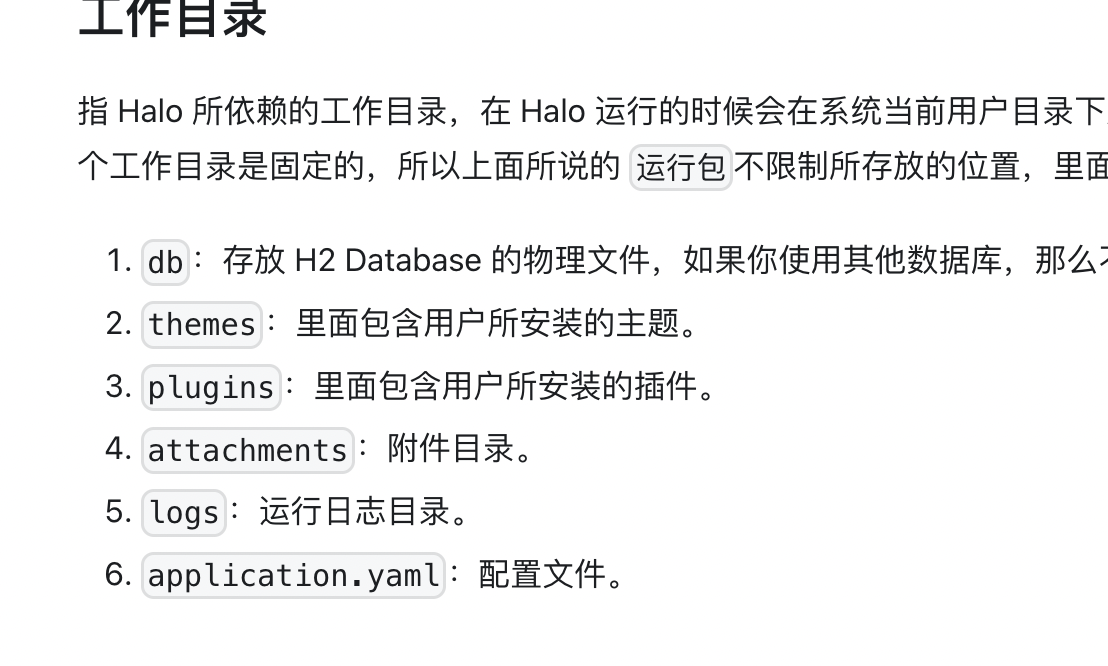 工作目录
指 Halo 所依赖的工作目录，在 Halo 运行的时候会在系统当前用户目录下
个工作目录是固定的，所以上面所说的 运行包不限制所存放的位置，里面
1. db：存放 H2 Database 的物理文件，如果你使用其他数据库，那么不
2. themes：里面包含用户所安装的主题。
3. plugins：里面包含用户所安装的插件。
4. attachments：附件目录。
5. logs：运行日志目录。
6. application.yaml：配置文件。